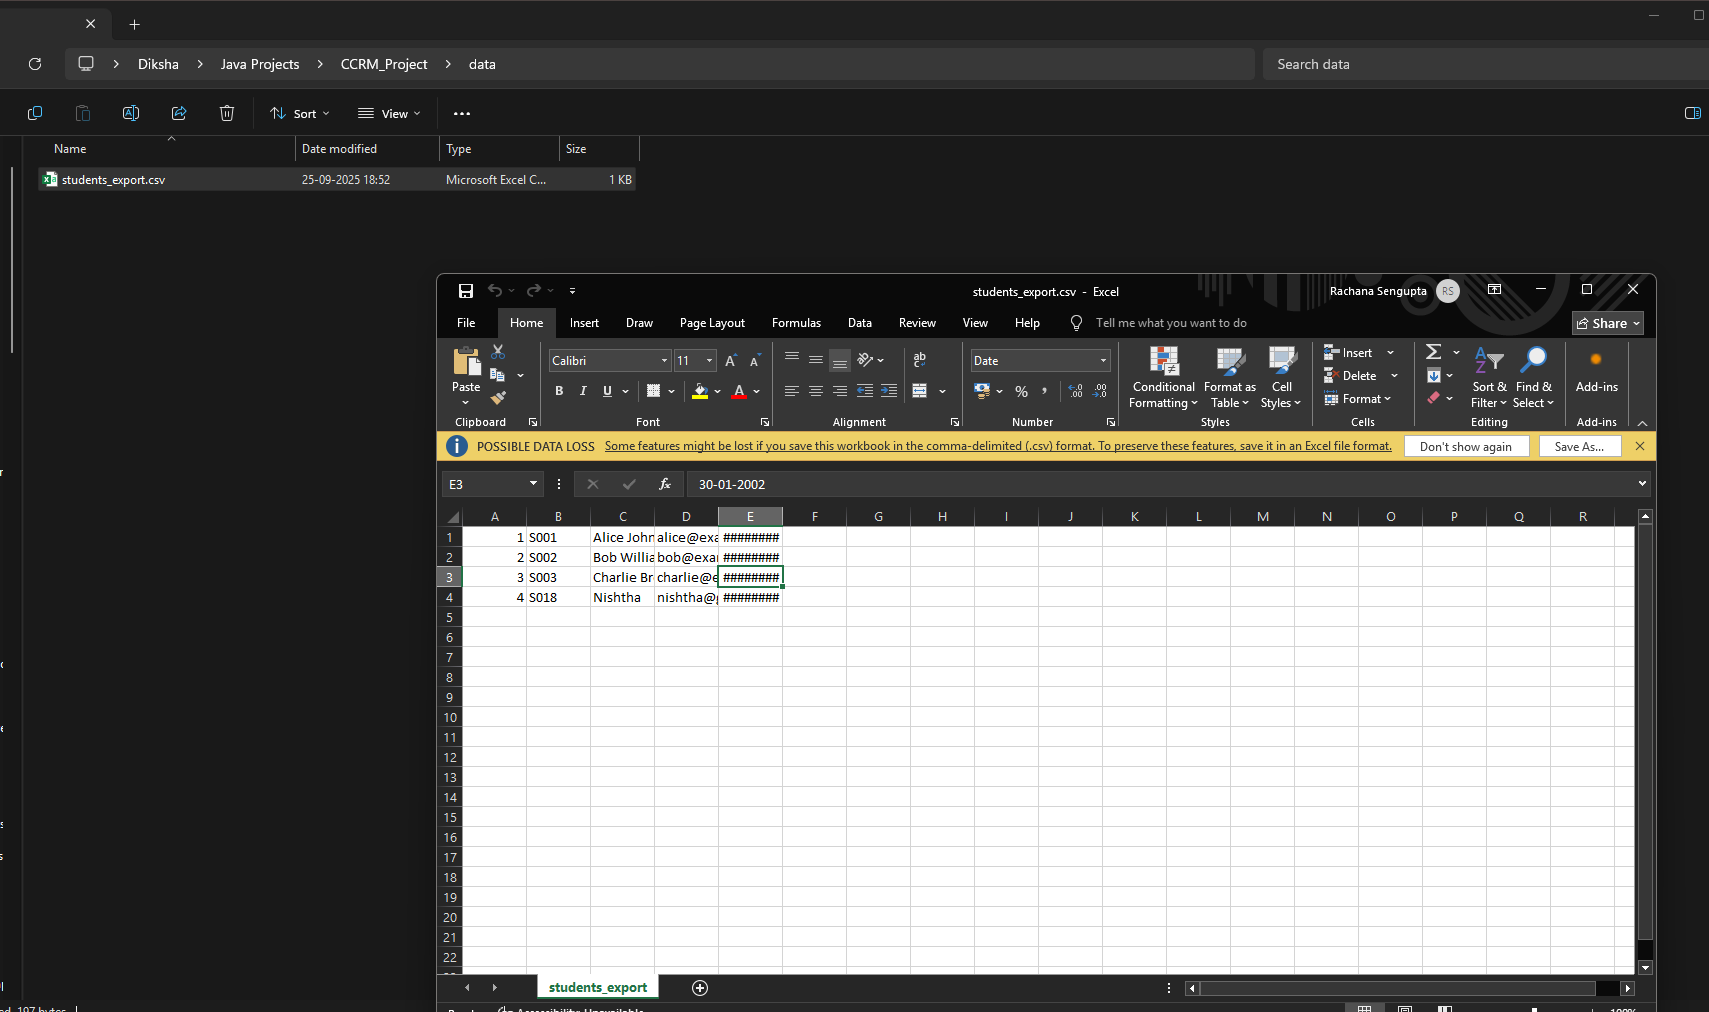 Diksha
Java Projects
CCRM_Project
data
Search data
Sort
View
Name
Date modified
Type
Size
students_export.csv
25-09-2025 18:52
Microsoft Excel C...
1 KB
students_export.csv - Excel
Rachana Sengupta
RS
File
Home
Insert
Draw
Page Layout
Formulas
Data
Review
View
Help
Tell me what you want to do
Share
Paste
Calibri
11
B I U
Date
Conditional Formatting
Format as Table
Cell Styles
Insert
Delete
Format
Sort & Filter
Find & Select
Add-ins
Clipboard
Font
Alignment
Number
Styles
Cells
Editing
Add-ins
POSSIBLE DATA LOSS Some features might be lost if you save this workbook in the comma-delimited (.csv) format. To preserve these features, save it in an Excel file format.
Don't show again
Save As...
E3
fx
30-01-2002
A B C D E F G H I J K L M N O P Q R
1 1 S001 Alice John alice@exa ########
2 2 S002 Bob Willia bob@exar ########
3 3 S003 Charlie Br charlie@e ########
4 4 S018 Nishtha nishtha@g ########
5
6
7
8
9
10
11
12
13
14
15
16
17
18
19
20
21
22
students_export